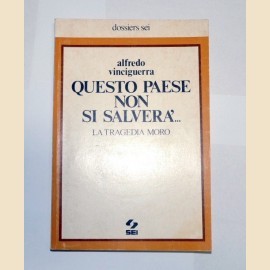 dossiers sei
alfredo
vinciguerra
QUESTO PAESE
NON
SI SALVERA'...
LA TRAGEDIA MORO
SEI